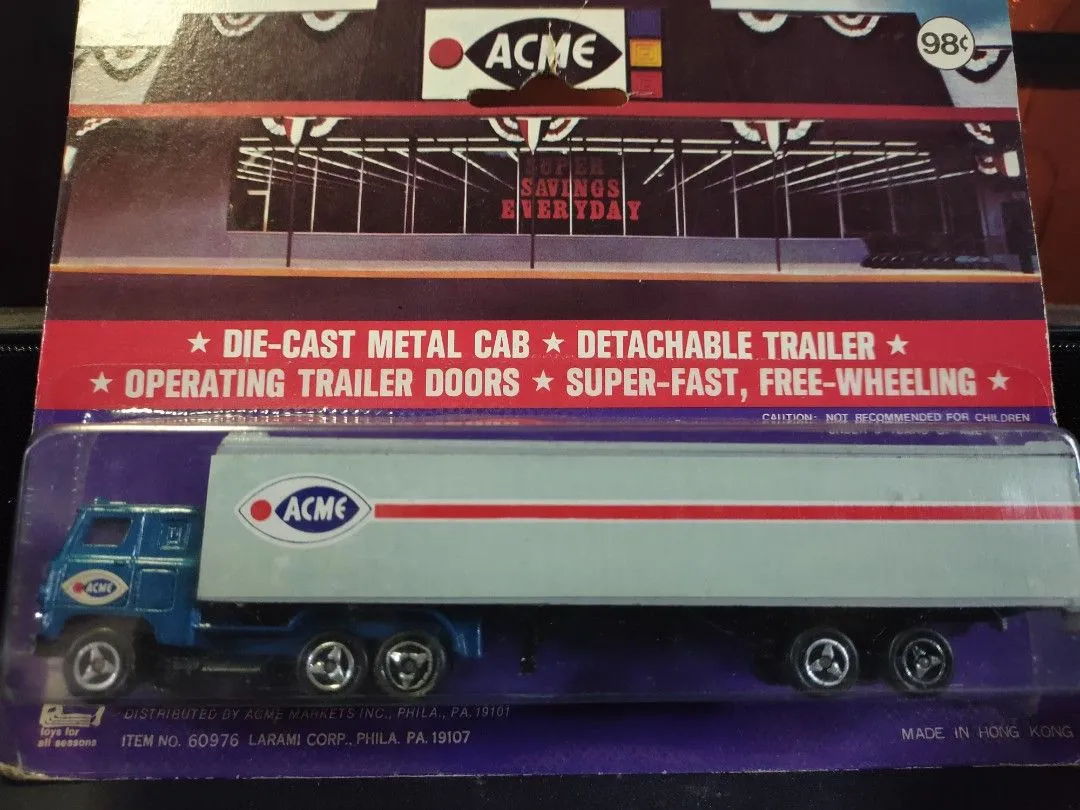 ACME
98¢
SUPER
SAVINGS
EVERYDAY
★ DIE-CAST METAL CAB ★ DETACHABLE TRAILER ★
★ OPERATING TRAILER DOORS ★ SUPER-FAST, FREE-WHEELING ★
CAUTION: NOT RECOMMENDED FOR CHILDREN
ACME
ACME
toys for
all seasons
DISTRIBUTED BY ACME MARKETS INC., PHILA., PA. 19101
ITEM NO. 60976 LARAMI CORP., PHILA. PA. 19107
MADE IN HONG KONG